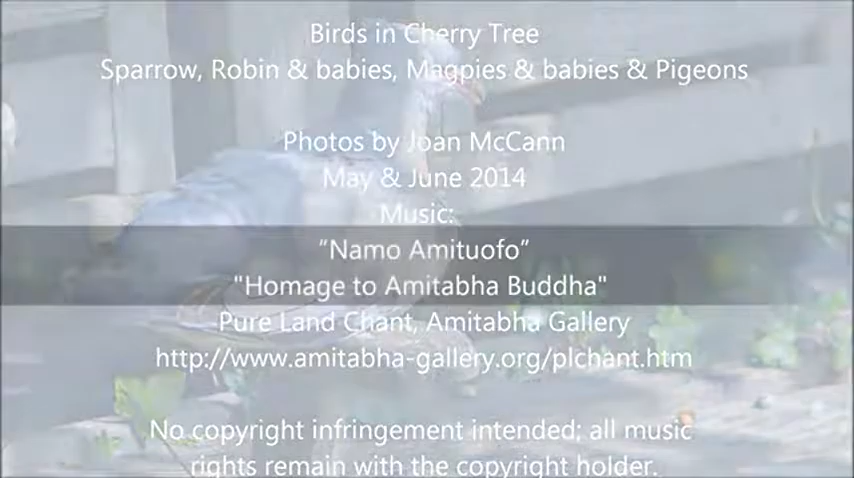 Birds in Cherry Tree
Sparrow, Robin & babies, Magpies & babies & Pigeons
Photos by Joan McCann
May & June 2014
Music:
“Namo Amituofo”
"Homage to Amitabha Buddha"
Pure Land Chant, Amitabha Gallery
http://www.amitabha-gallery.org/plchant.htm
No copyright infringement intended; all music
rights remain with the copyright holder.